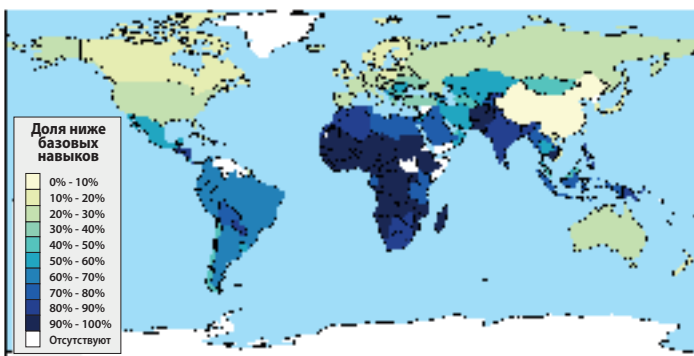 Доля ниже
базовых
навыков
0% - 10%
10% - 20%
20% - 30%
30% - 40%
40% - 50%
50% - 60%
60% - 70%
70% - 80%
80% - 90%
90% - 100%
Отсутствуют